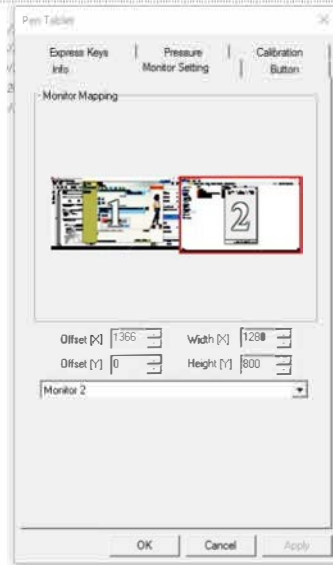 Pen Tablet
Express Keys | Pressure | Calibration
Info Monitor Setting | Button
Monitor Mapping
1 2
Offset [X] 1366 Width [X] 1280
Offset [Y] 0 Height [Y] 800
Monitor 2
OK Cancel Apply